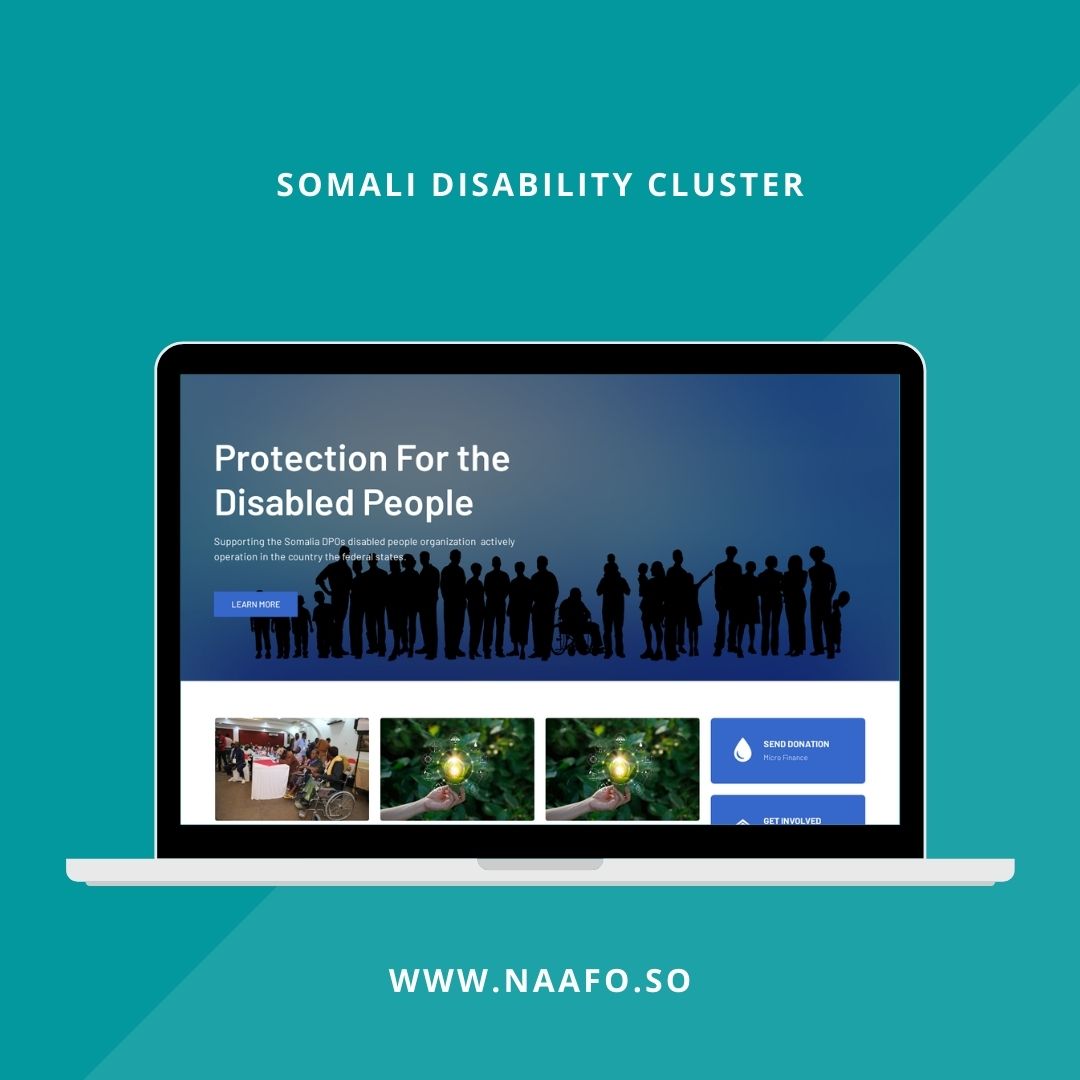 SOMALI DISABILITY CLUSTER
Protection For the
Disabled People
Supporting the Somalia DPOs disabled people organization actively
operation in the country the federal states.
LEARN MORE
SEND DONATION
Micro Finance
GET INVOLVED
WWW.NAAFO.SO